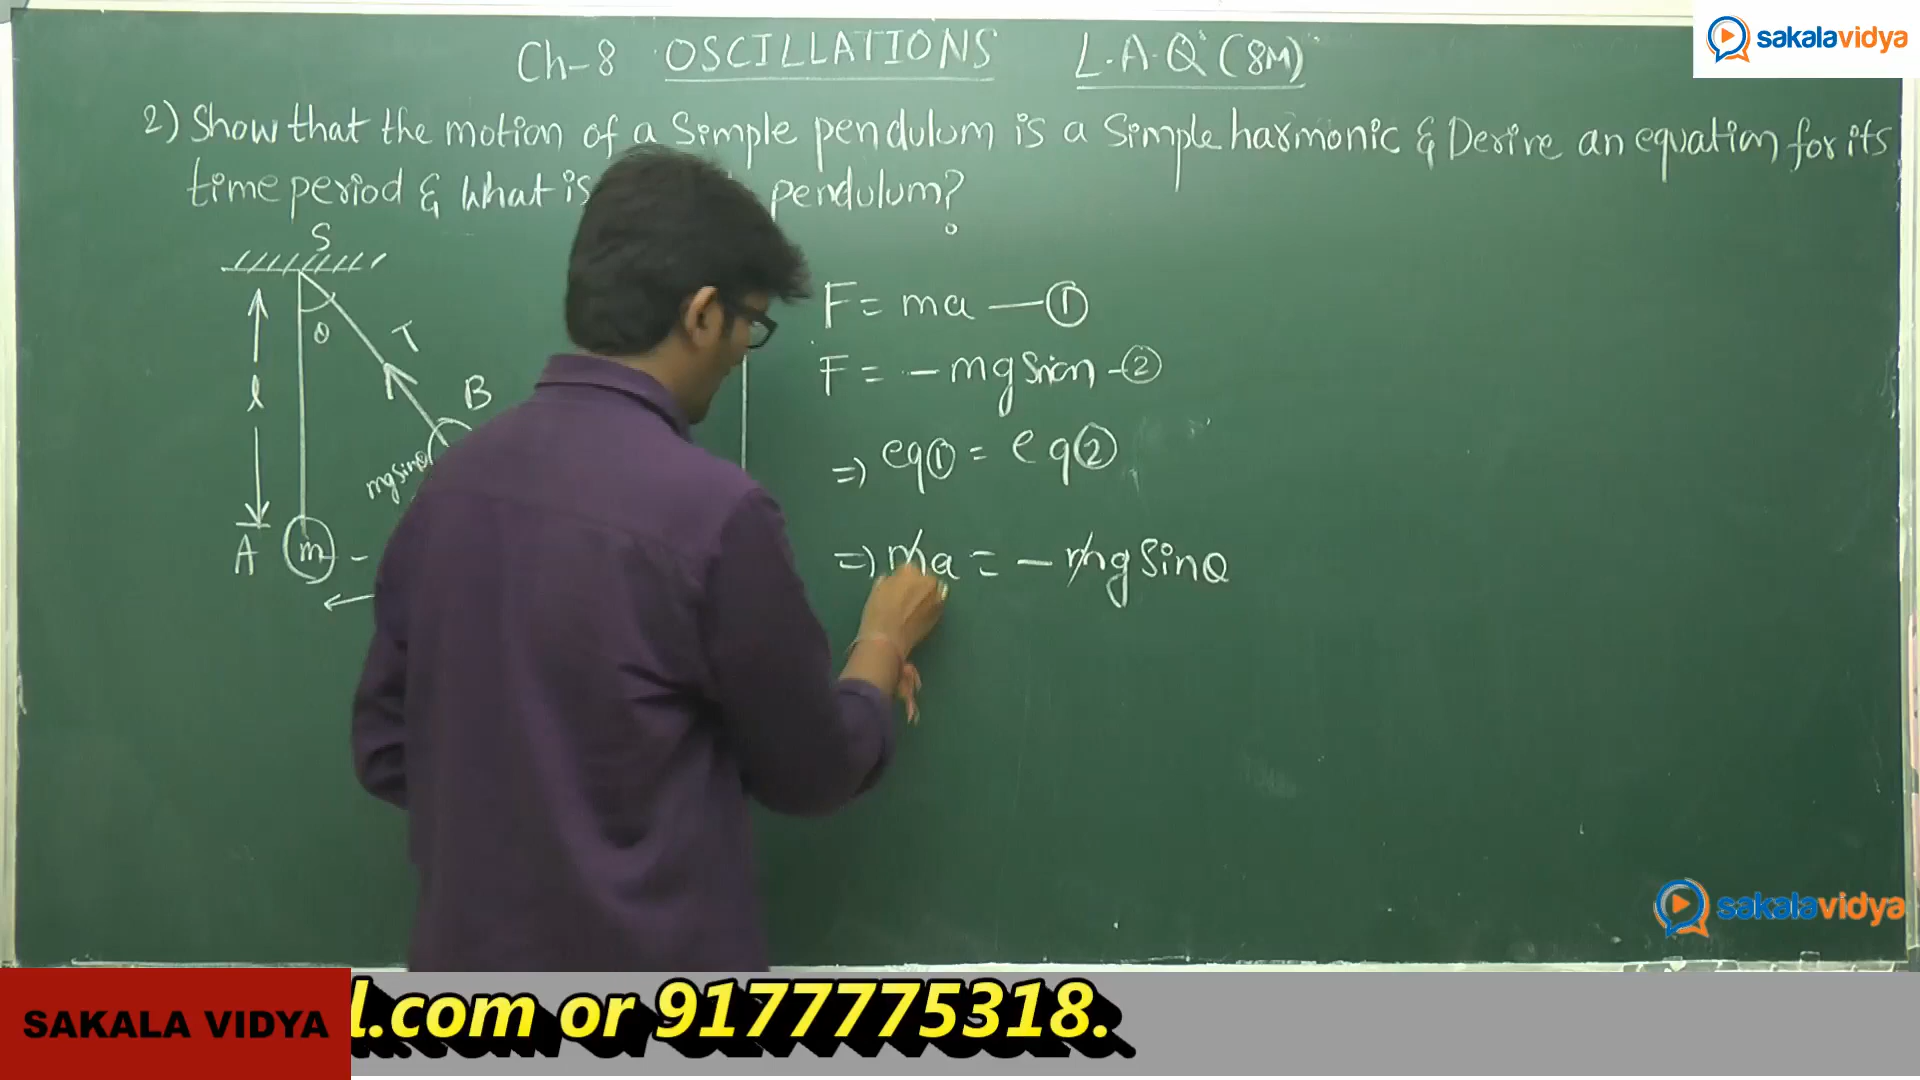 Ch-8 OSCILLATIONS L.A.Q (8M)
sakalavidya
2) Show that the motion of a Simple pendulum is a Simple harmonic & Derive an equation for its
time period & What is pendulum?
S
θ
T
l
B
mg sinθ
A
m
F = ma — ①
F = - mg
- ②
=) eq① = eq②
=) ma = - mg sinθ
sakalavidya
SAKALA VIDYA
l.com or 9177775318.